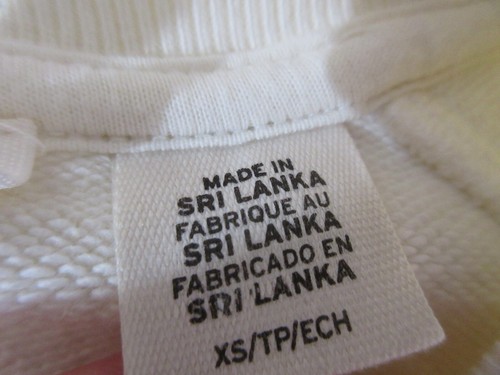 MADE IN
SRI LANKA
FABRIQUE AU
SRI LANKA
FABRICADO EN
SRI LANKA
XS/TP/ECH